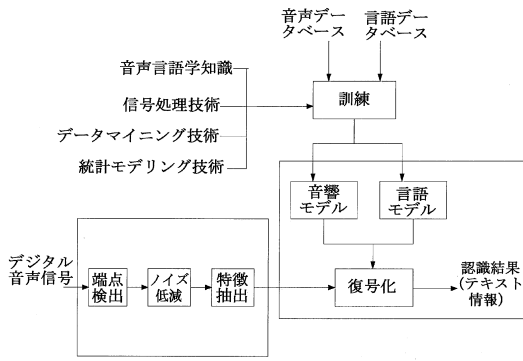 音声デー
タベース
言語デー
タベース
音声言語学知識
信号処理技術
データマイニング技術
統計モデリング技術
訓練
音響
モデル
言語
モデル
デジタル
音声信号
端点
検出
ノイズ
低減
特徴
抽出
復号化
認識結果
(テキスト
情報)